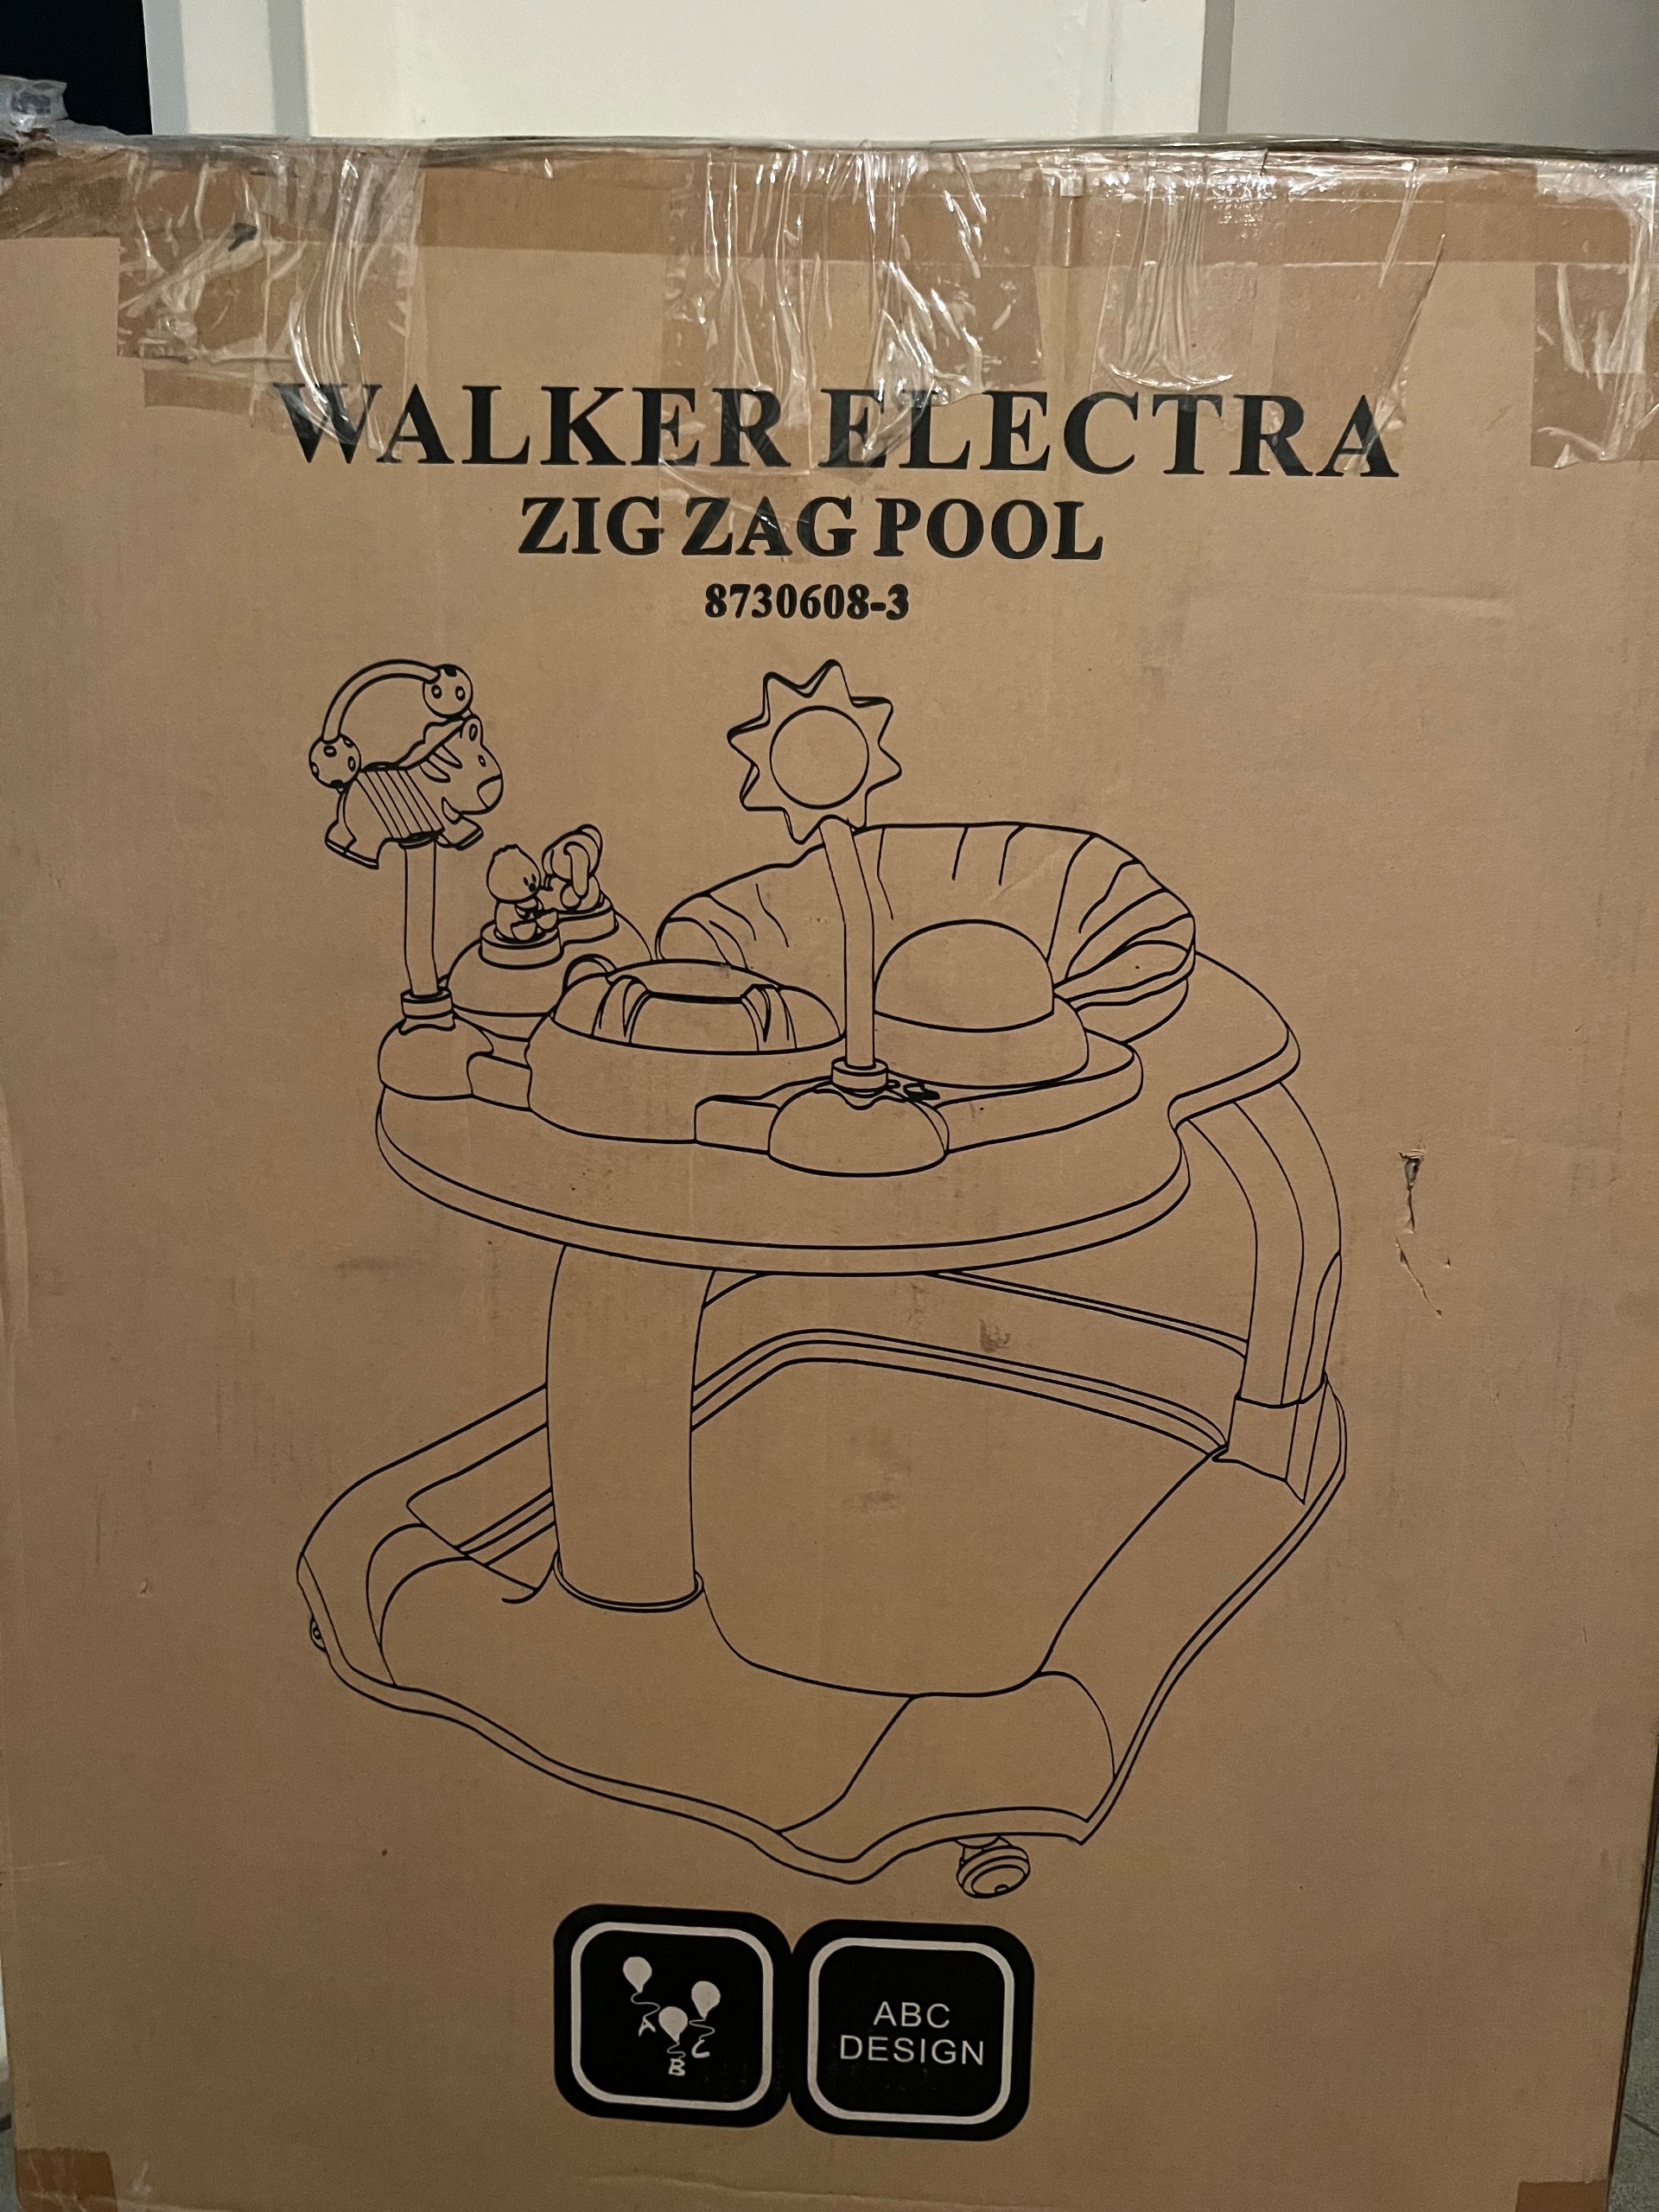 WALKER ELECTRA
ZIG ZAG POOL
8730608-3
A
B
C
ABC
DESIGN